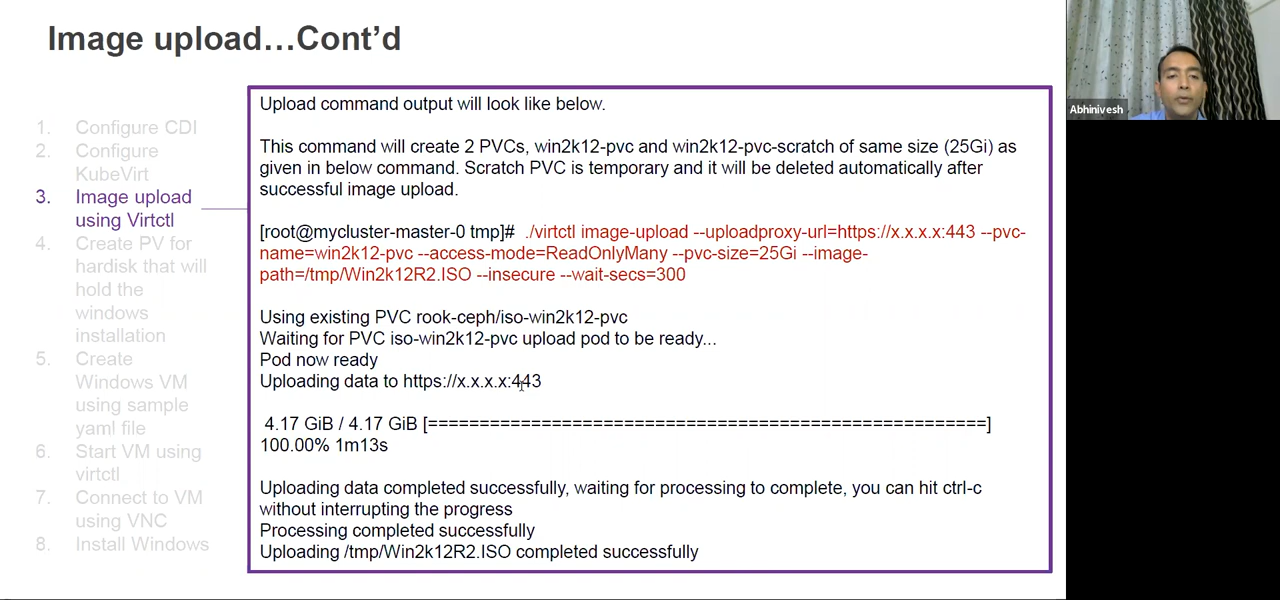 Image upload…Cont’d
1. Configure CDI
2. Configure
KubeVirt
3. Image upload
using Virtctl
4. Create PV for
hardisk that will
hold the
windows
installation
5. Create
Windows VM
using sample
yaml file
6. Start VM using
virtctl
7. Connect to VM
using VNC
8. Install Windows
Upload command output will look like below.
This command will create 2 PVCs, win2k12-pvc and win2k12-pvc-scratch of same size (25Gi) as
given in below command. Scratch PVC is temporary and it will be deleted automatically after
successful image upload.
[root@mycluster-master-0 tmp]# ./virtctl image-upload --uploadproxy-url=https://x.x.x.x:443 --pvc-
name=win2k12-pvc --access-mode=ReadOnlyMany --pvc-size=25Gi --image-
path=/tmp/Win2k12R2.ISO --insecure --wait-secs=300
Using existing PVC rook-ceph/iso-win2k12-pvc
Waiting for PVC iso-win2k12-pvc upload pod to be ready...
Pod now ready
Uploading data to https://x.x.x.x:443
4.17 GiB / 4.17 GiB [======================================================]
100.00% 1m13s
Uploading data completed successfully, waiting for processing to complete, you can hit ctrl-c
without interrupting the progress
Processing completed successfully
Uploading /tmp/Win2k12R2.ISO completed successfully
Abhinivesh